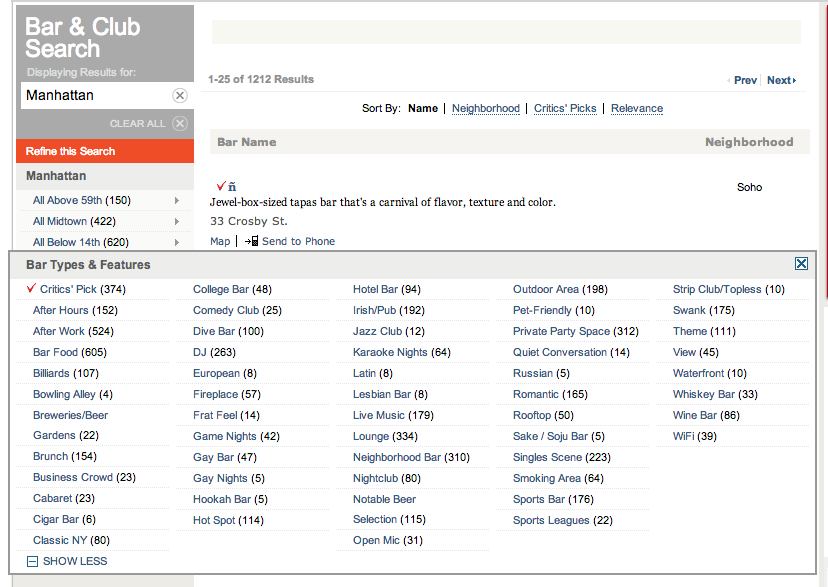 Bar & Club
Search
Displaying Results for:
Manhattan
CLEAR ALL
Refine this Search
Manhattan
All Above 59th (150)
All Midtown (422)
All Below 14th (620)
1-25 of 1212 Results
Prev | Next
Sort By: Name | Neighborhood | Critics' Picks | Relevance
Bar Name Neighborhood
ñ Soho
Jewel-box-sized tapas bar that's a carnival of flavor, texture and color.
33 Crosby St.
Map | Send to Phone
Bar Types & Features
Critics' Pick (374)
After Hours (152)
After Work (524)
Bar Food (605)
Billiards (107)
Bowling Alley (4)
Breweries/Beer
Gardens (22)
Brunch (154)
Business Crowd (23)
Cabaret (23)
Cigar Bar (6)
Classic NY (80)
College Bar (48)
Comedy Club (25)
Dive Bar (100)
DJ (263)
European (8)
Fireplace (57)
Frat Feel (14)
Game Nights (42)
Gay Bar (47)
Gay Nights (5)
Hookah Bar (5)
Hot Spot (114)
Hotel Bar (94)
Irish/Pub (192)
Jazz Club (12)
Karaoke Nights (64)
Latin (8)
Lesbian Bar (8)
Live Music (179)
Lounge (334)
Neighborhood Bar (310)
Nightclub (80)
Notable Beer
Selection (115)
Open Mic (31)
Outdoor Area (198)
Pet-Friendly (10)
Private Party Space (312)
Quiet Conversation (14)
Russian (5)
Romantic (165)
Rooftop (50)
Sake / Soju Bar (5)
Singles Scene (223)
Smoking Area (64)
Sports Bar (176)
Sports Leagues (22)
Strip Club/Topless (10)
Swank (175)
Theme (111)
View (45)
Waterfront (10)
Whiskey Bar (33)
Wine Bar (86)
WiFi (39)
SHOW LESS